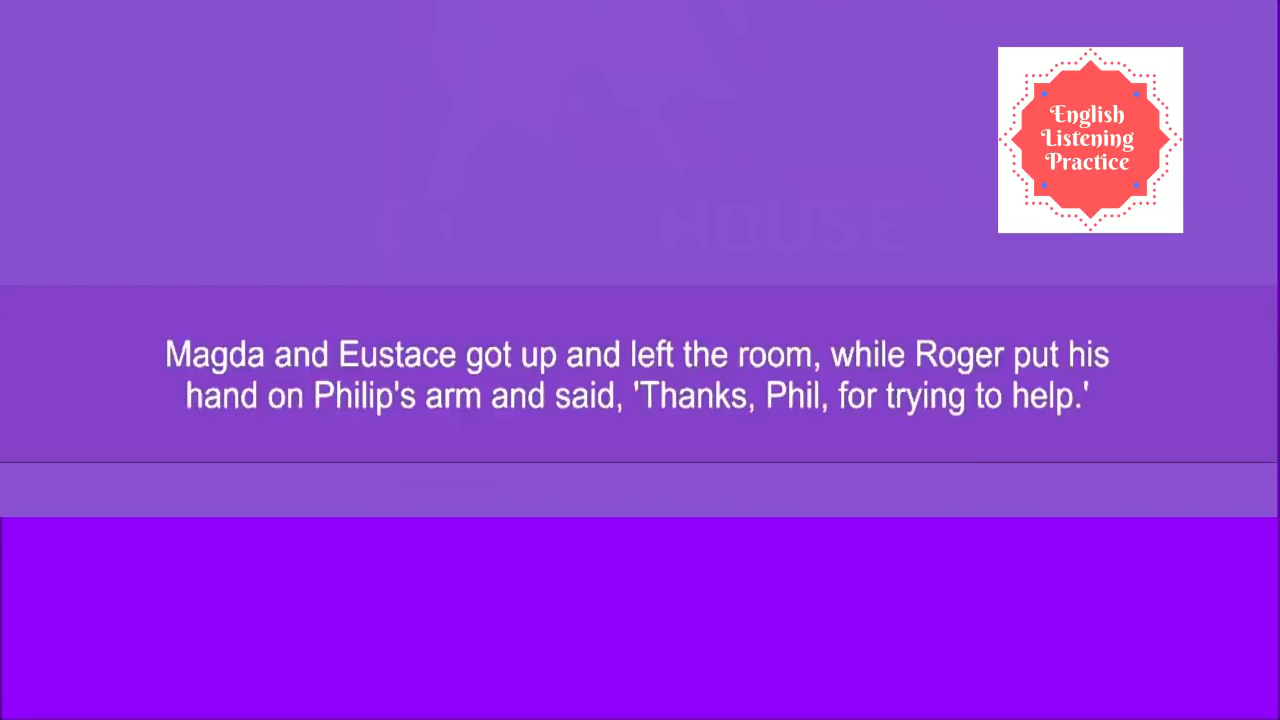 English
Listening
Practice
HOUSE
Magda and Eustace got up and left the room, while Roger put his
hand on Philip's arm and said, 'Thanks, Phil, for trying to help.'